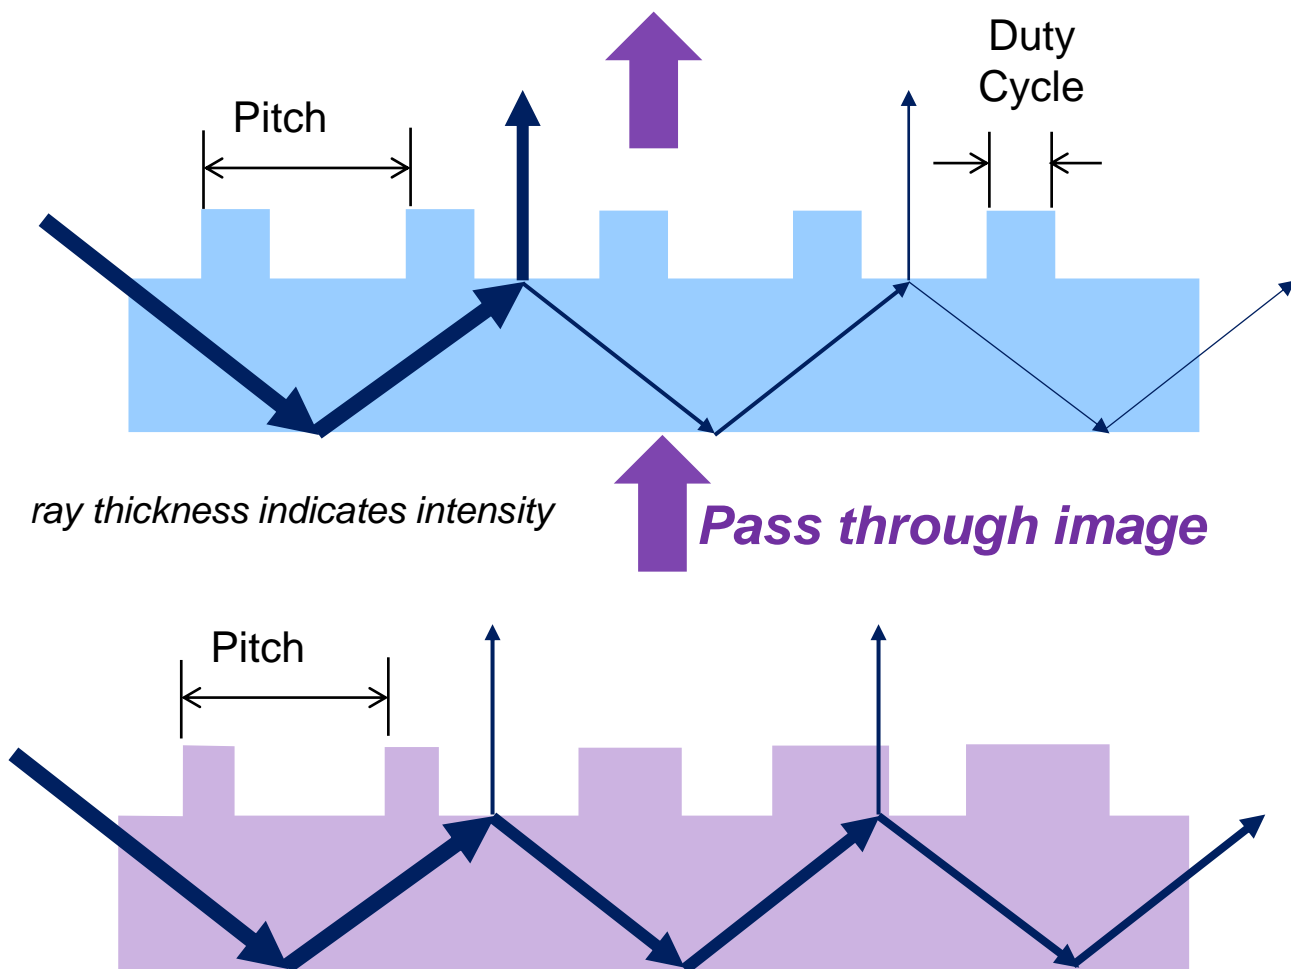 Duty
Cycle
Pitch
ray thickness indicates intensity
Pass through image
Pitch